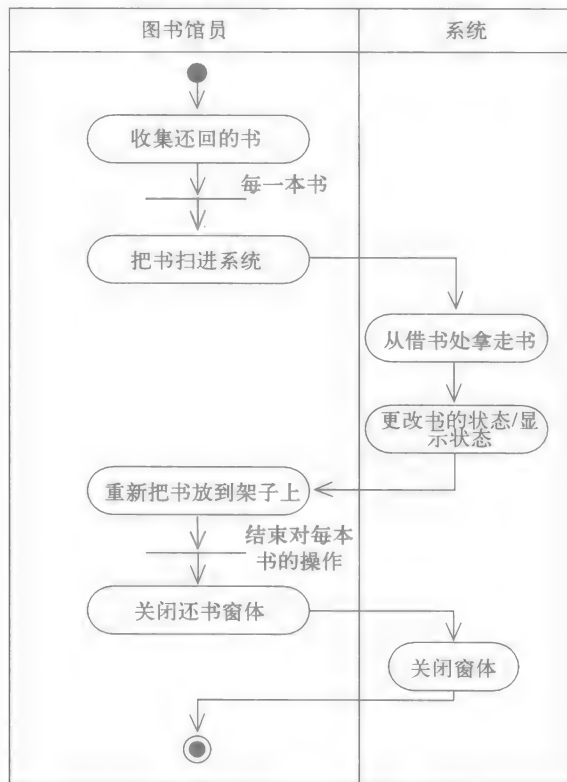 图书馆员
系统
收集还回的书
每一本书
把书扫进系统
从借书处拿走书
更改书的状态/显
示状态
重新把书放到架子上
结束对每本
书的操作
关闭还书窗体
关闭窗体